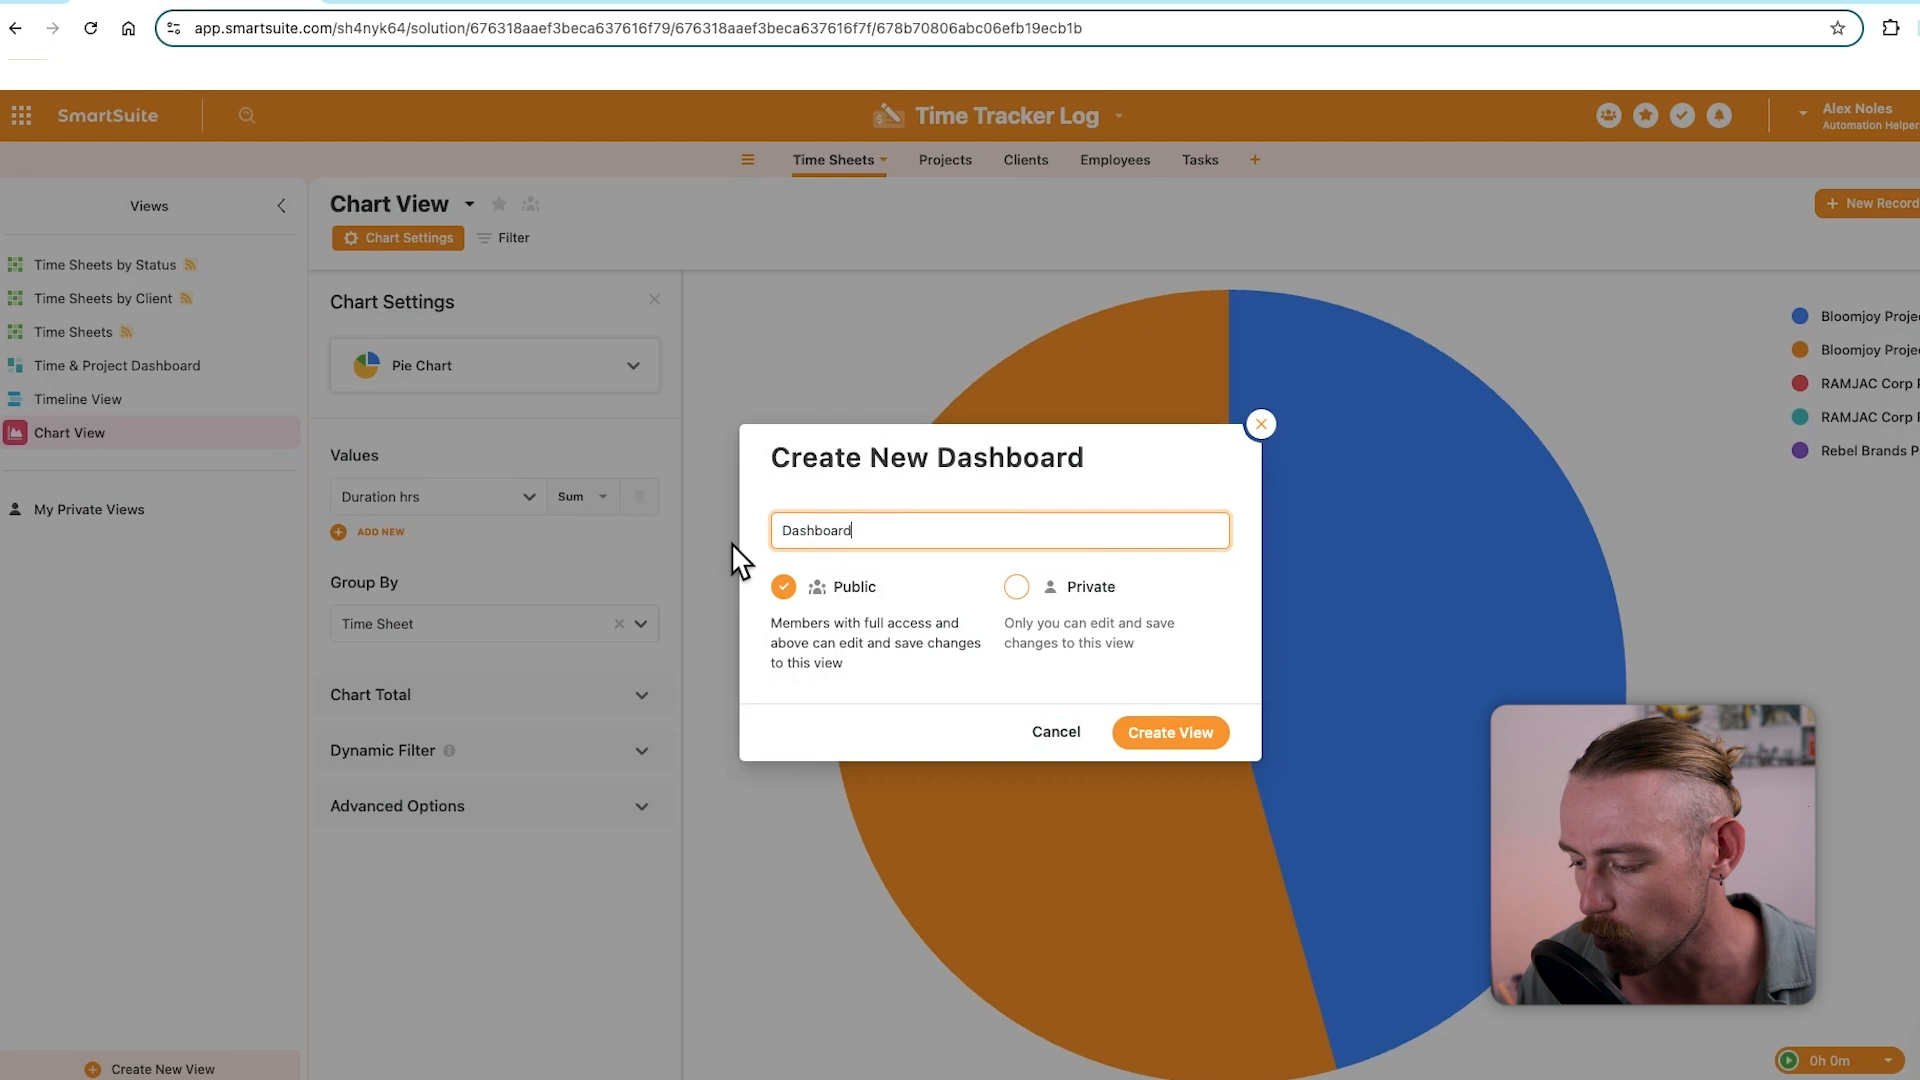 app.smartsuite.com/sh4nyk64/solution/676318aaef3beca637616f79/676318aaef3beca637616f7f/678b70806abc06efb19ecb1b
SmartSuite
Time Tracker Log
Alex Noles
Automation Helper
Time Sheets
Projects
Clients
Employees
Tasks
Views
Time Sheets by Status
Time Sheets by Client
Time Sheets
Time & Project Dashboard
Timeline View
Chart View
My Private Views
Create New View
Chart View
New Record
Chart Settings
Filter
Chart Settings
Pie Chart
Values
Duration hrs
Sum
ADD NEW
Group By
Time Sheet
Chart Total
Dynamic Filter
Advanced Options
Create New Dashboard
Dashboard
Public
Members with full access and
above can edit and save changes
to this view
Private
Only you can edit and save
changes to this view
Cancel
Create View
Bloomjoy Proje
Bloomjoy Proje
RAMJAC Corp P
RAMJAC Corp P
Rebel Brands P
0h 0m